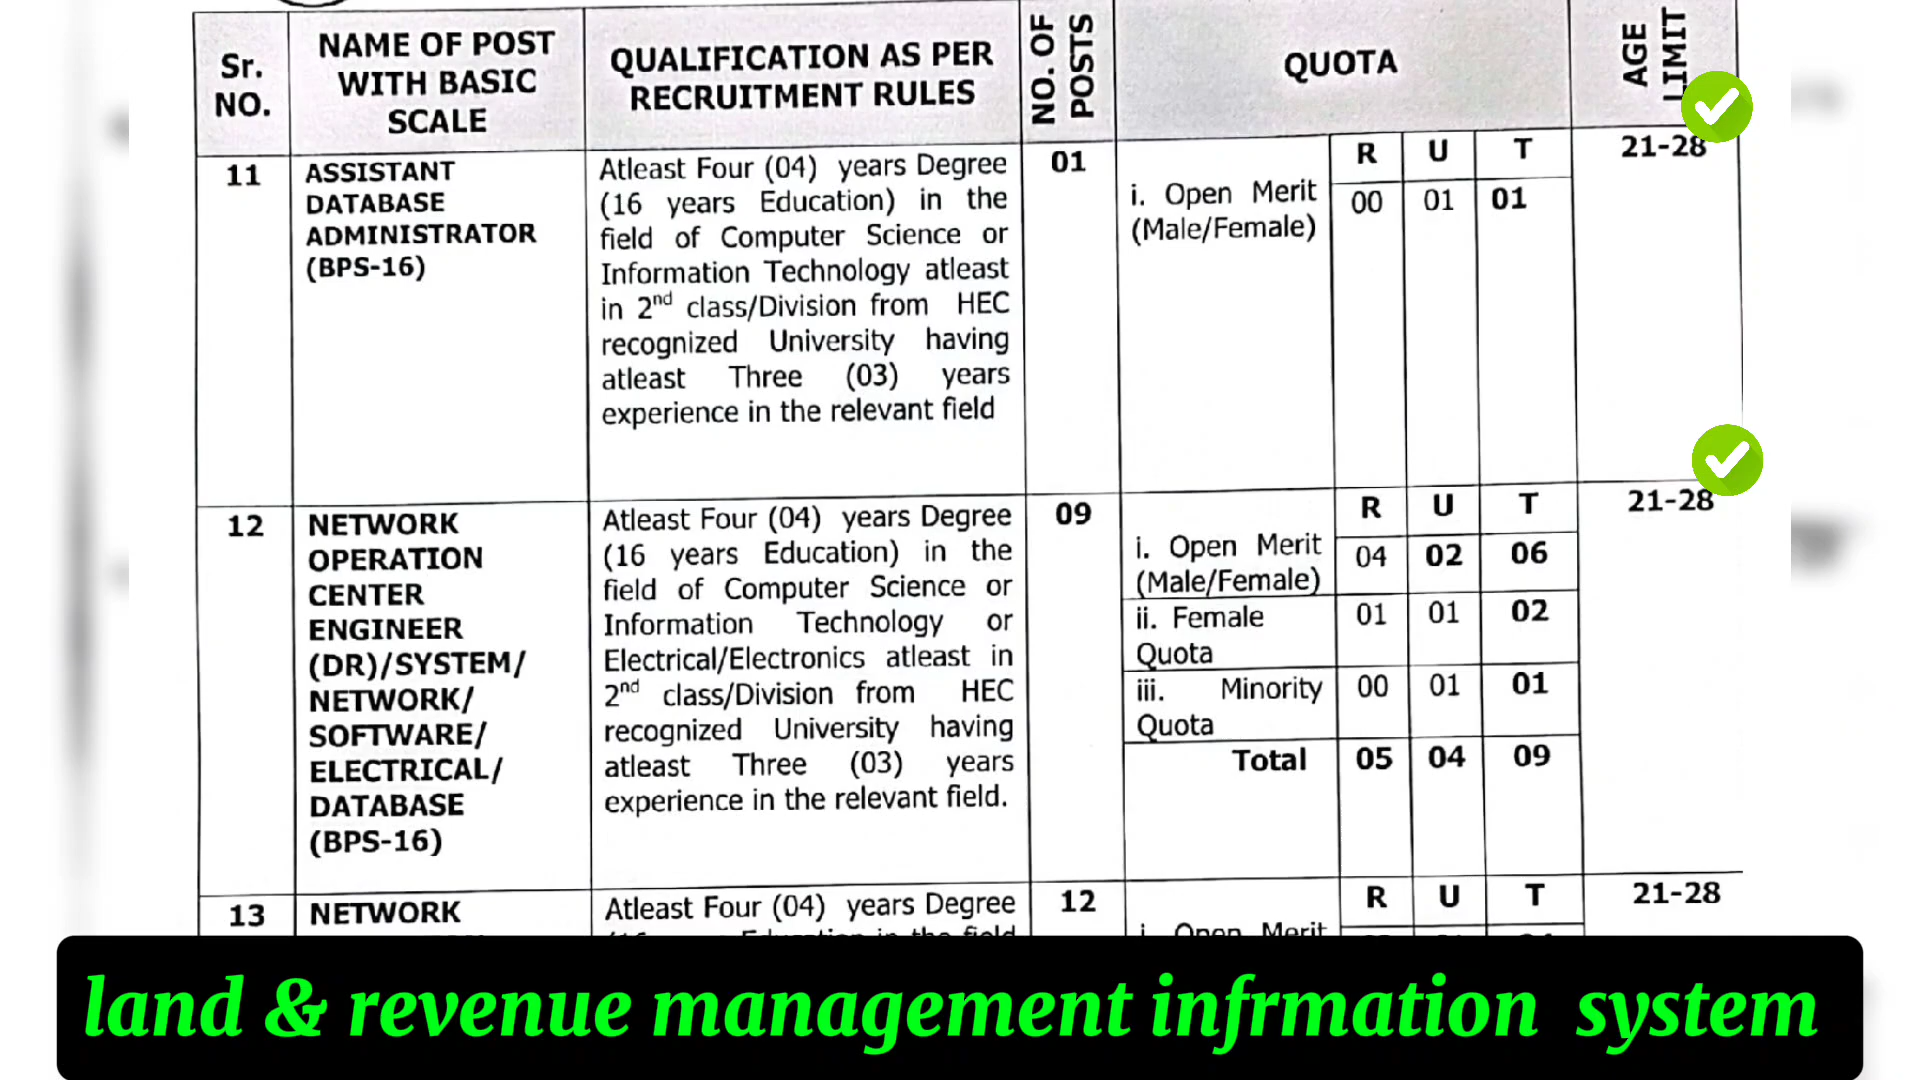 Sr. NO.
NAME OF POST WITH BASIC SCALE
QUALIFICATION AS PER RECRUITMENT RULES
NO. OF POSTS
QUOTA
AGE LIMIT
11
ASSISTANT
DATABASE
ADMINISTRATOR
(BPS-16)
Atleast Four (04) years Degree
(16 years Education) in the
field of Computer Science or
Information Technology atleast
in 2nd class/Division from HEC
recognized University having
atleast Three (03) years
experience in the relevant field
01
R U T
i. Open Merit
(Male/Female)
00 01 01
21-28
12
NETWORK
OPERATION
CENTER
ENGINEER
(DR)/SYSTEM/
NETWORK/
SOFTWARE/
ELECTRICAL/
DATABASE
(BPS-16)
Atleast Four (04) years Degree
(16 years Education) in the
field of Computer Science or
Information Technology or
Electrical/Electronics atleast in
2nd class/Division from HEC
recognized University having
atleast Three (03) years
experience in the relevant field.
09
R U T
i. Open Merit
(Male/Female)
04 02 06
ii. Female
Quota
01 01 02
iii. Minority
Quota
00 01 01
Total 05 04 09
21-28
13
NETWORK
Atleast Four (04) years Degree
12
R U T
i. Open Merit
21-28
land & revenue management infrmation system